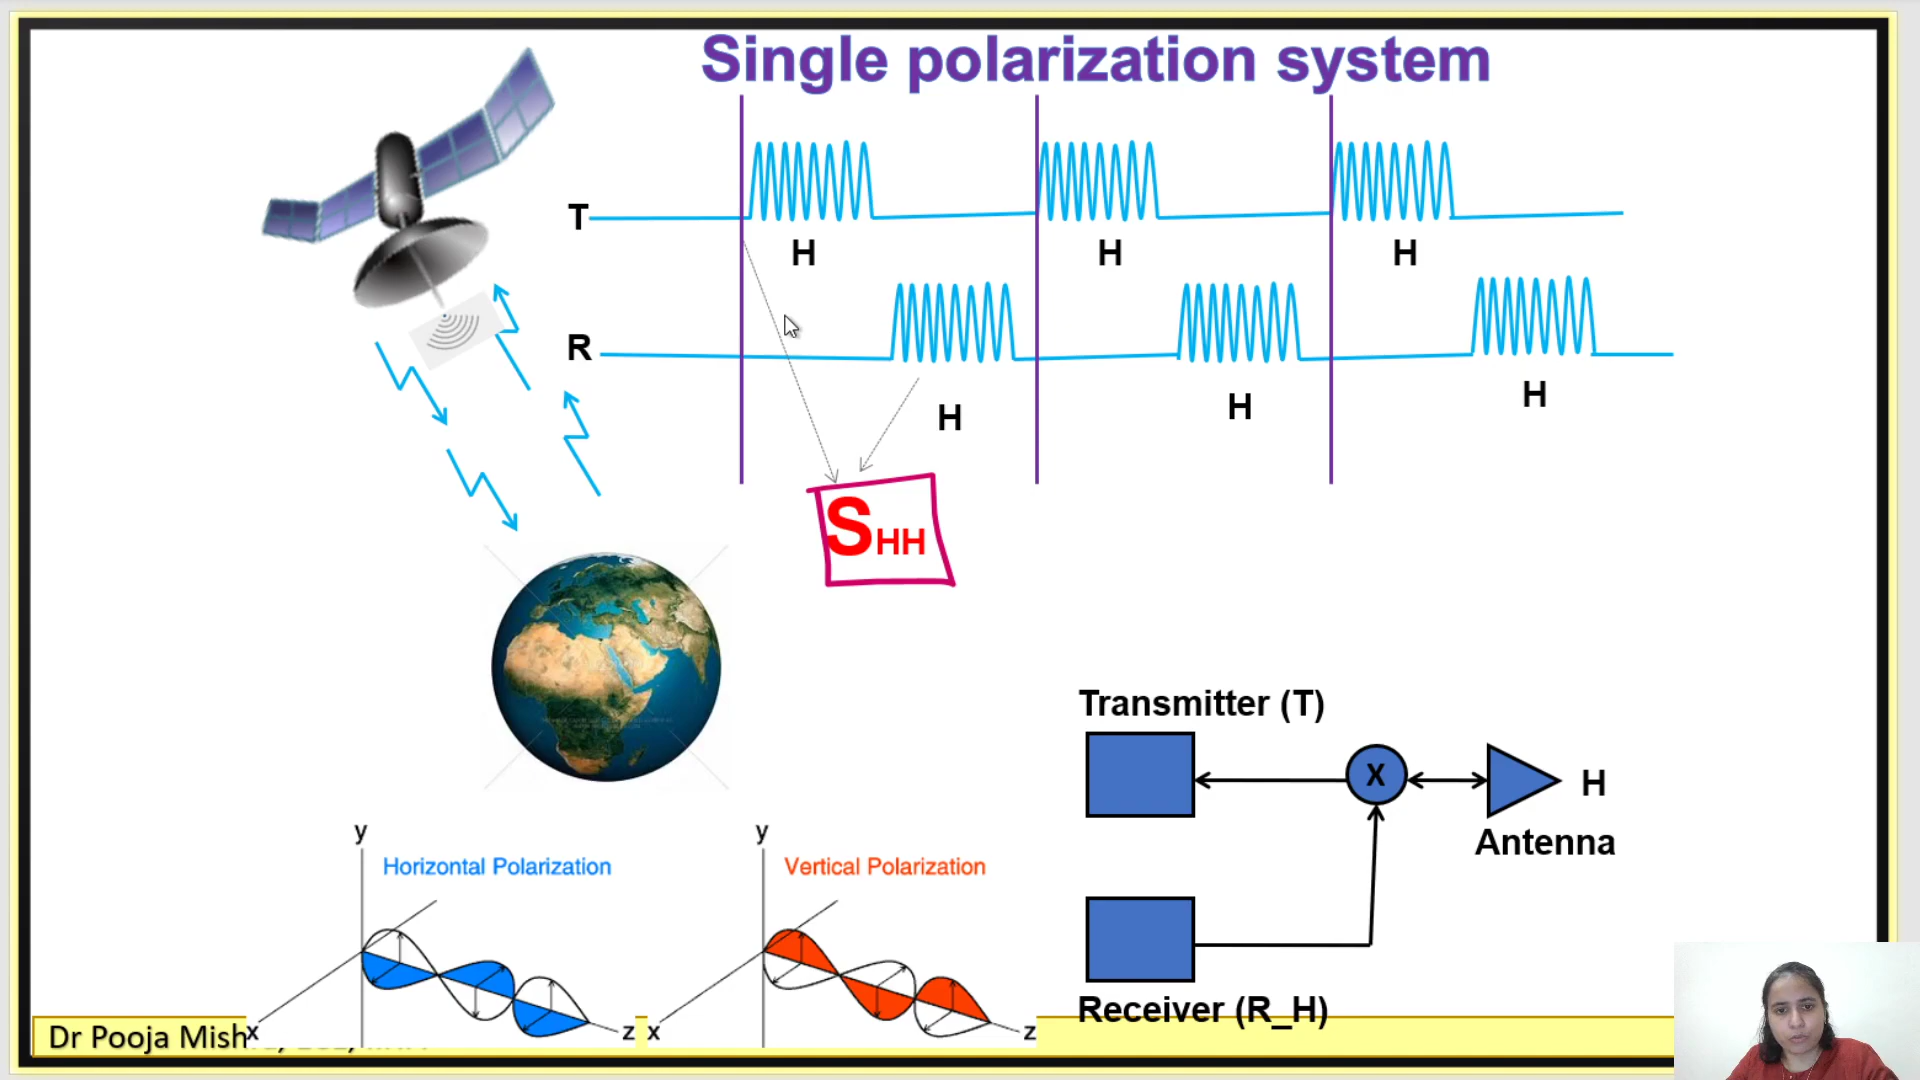 Single polarization system
T
H
H
H
R
H
H
H
SHH
Transmitter (T)
X
H
Antenna
Receiver (R_H)
y
Horizontal Polarization
x
z
y
Vertical Polarization
x
z
Dr Pooja Mish